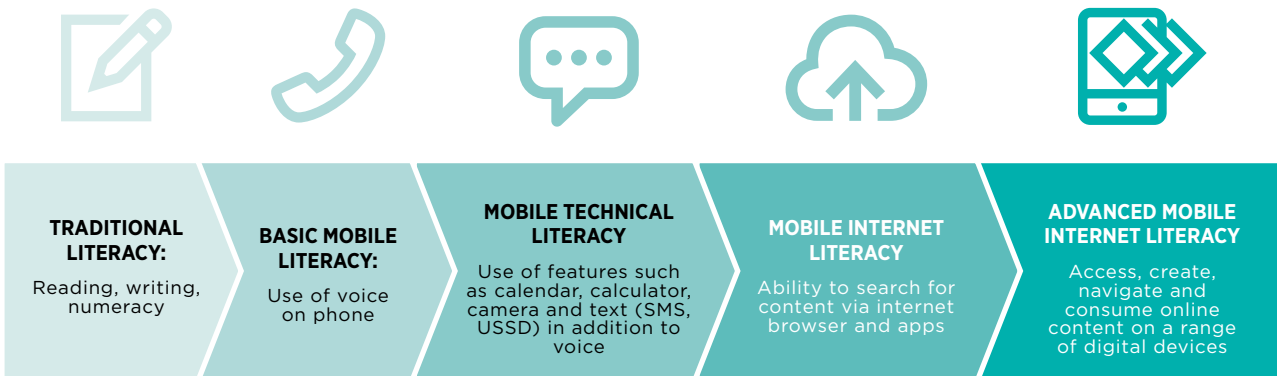 TRADITIONAL
LITERACY:
Reading, writing,
numeracy
BASIC MOBILE
LITERACY:
Use of voice
on phone
MOBILE TECHNICAL
LITERACY
Use of features such
as calendar, calculator,
camera and text (SMS,
USSD) in addition to
voice
MOBILE INTERNET
LITERACY
Ability to search for
content via internet
browser and apps
ADVANCED MOBILE
INTERNET LITERACY
Access, create,
navigate and
consume online
content on a range
of digital devices